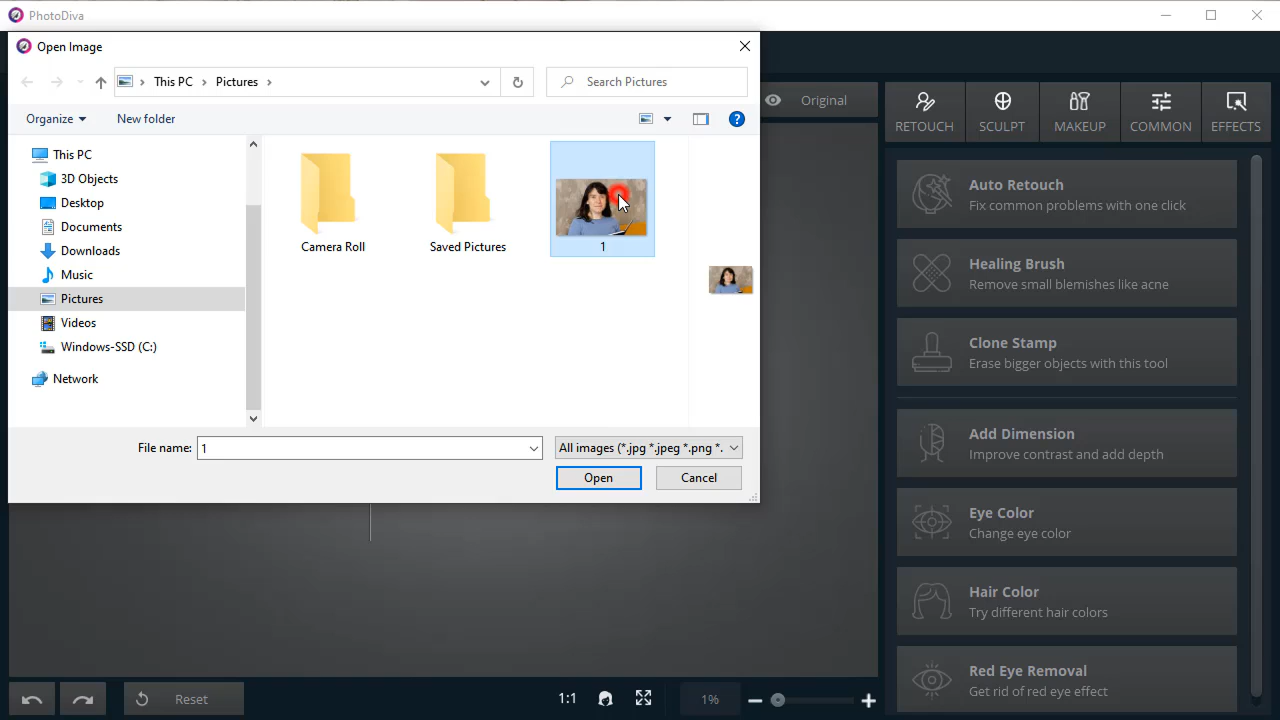 PhotoDiva
Open Image
This PC
Pictures
Search Pictures
Original
Organize
New folder
RETOUCH
SCULPT
MAKEUP
COMMON
EFFECTS
This PC
3D Objects
Desktop
Documents
Downloads
Music
Pictures
Videos
Windows-SSD (C:)
Network
Camera Roll
Saved Pictures
1
File name:
1
All images (*.jpg *.jpeg *.png *.
Open
Cancel
Auto Retouch
Fix common problems with one click
Healing Brush
Remove small blemishes like acne
Clone Stamp
Erase bigger objects with this tool
Add Dimension
Improve contrast and add depth
Eye Color
Change eye color
Hair Color
Try different hair colors
Red Eye Removal
Get rid of red eye effect
Reset
1:1
1%